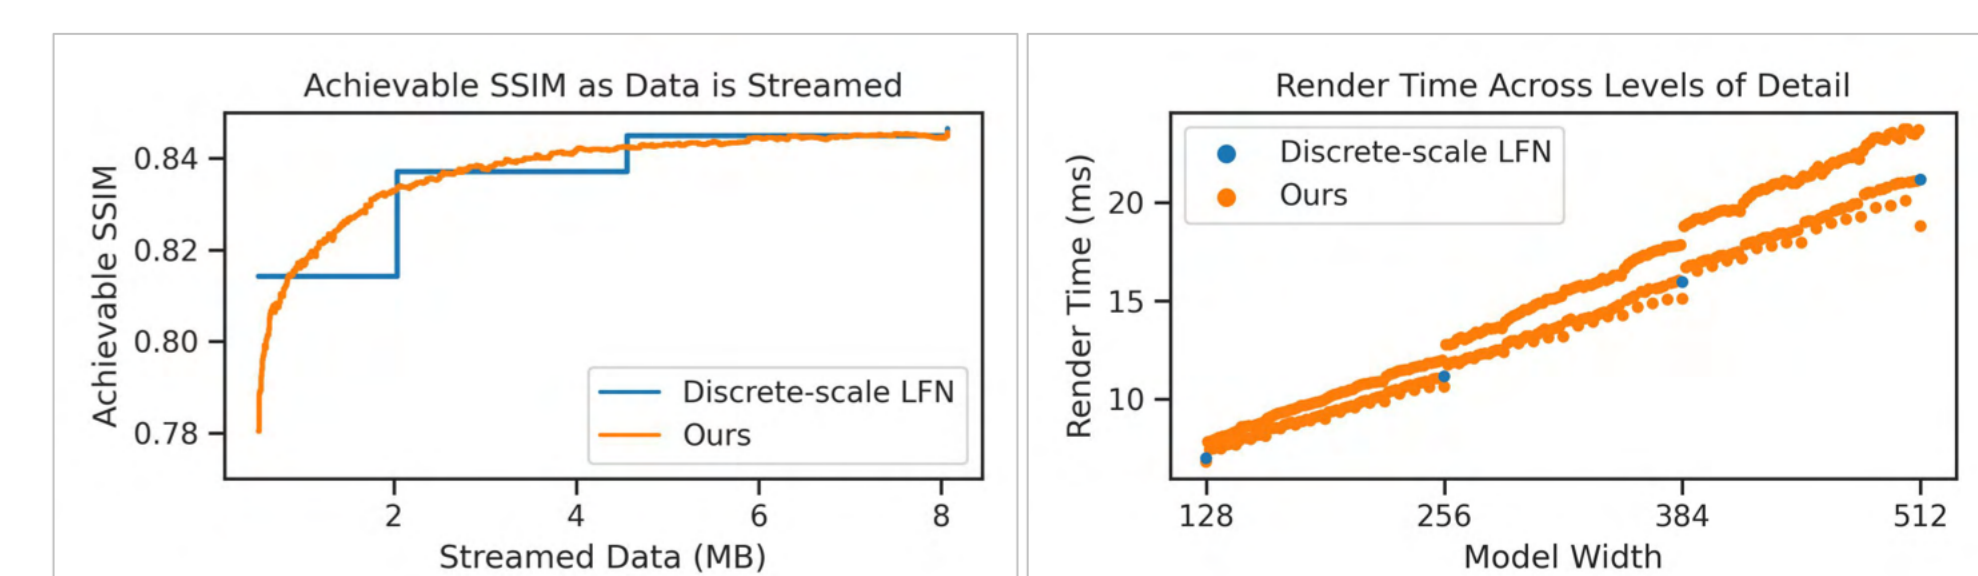 Achievable SSIM as Data is Streamed
Achievable SSIM
0.84
0.82
0.80
0.78
Discrete-scale LFN
Ours
2 4 6 8
Streamed Data (MB)
Render Time Across Levels of Detail
Render Time (ms)
Discrete-scale LFN
Ours
20
15
10
128 256 384 512
Model Width